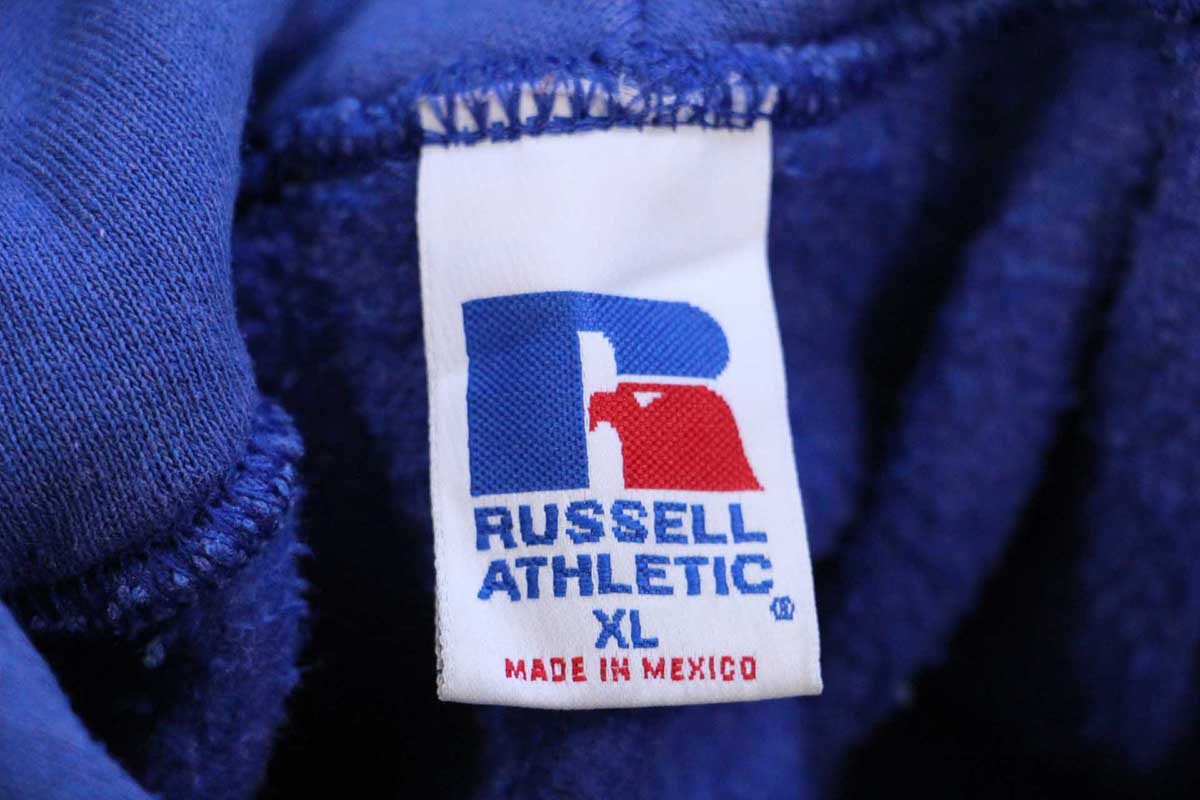 R
RUSSELL
ATHLETIC®
XL
MADE IN MEXICO